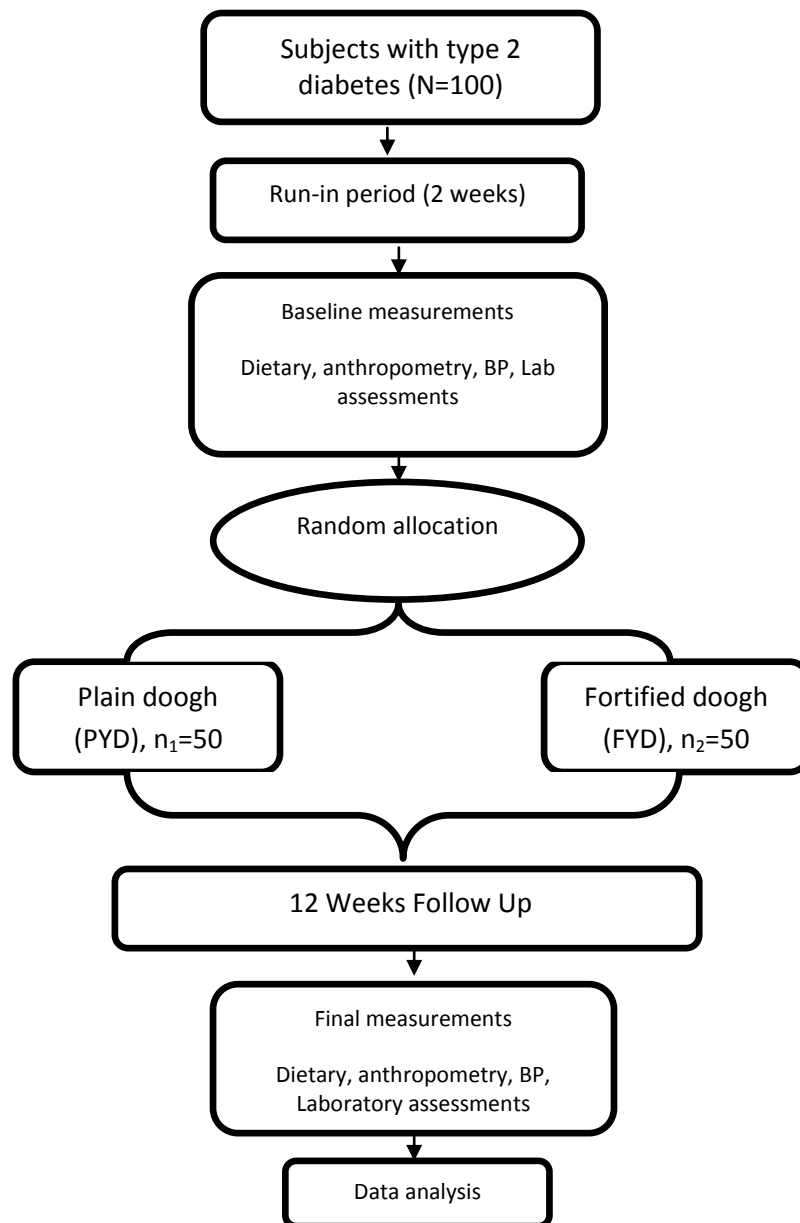 Subjects with type 2
diabetes (N=100)
Run-in period (2 weeks)
Baseline measurements
Dietary, anthropometry, BP, Lab
assessments
Random allocation
Plain doogh
(PYD), n₁=50
Fortified doogh
(FYD), n₂=50
12 Weeks Follow Up
Final measurements
Dietary, anthropometry, BP,
Laboratory assessments
Data analysis